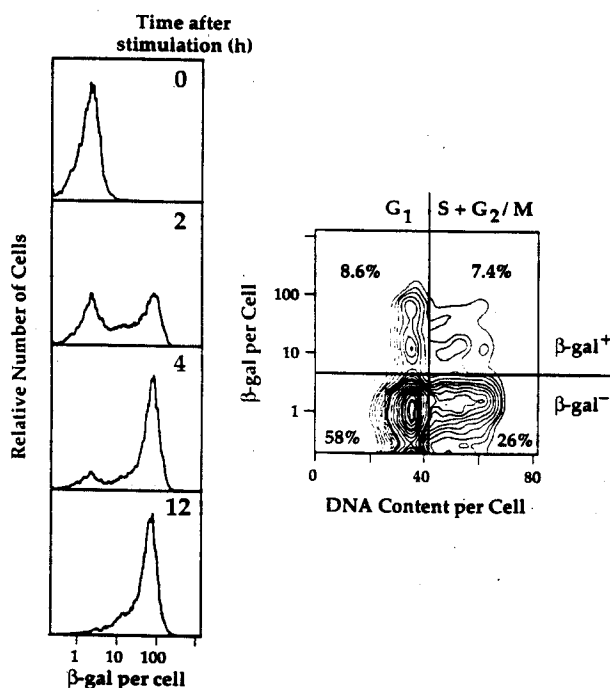 Time after
stimulation (h)
0
2
4
12
Relative Number of Cells
1 10 100
β-gal per cell
G₁ S + G₂/M
8.6% 7.4%
100
10
1
β-gal per Cell
β-gal⁺
β-gal⁻
58% 26%
0 40 80
DNA Content per Cell